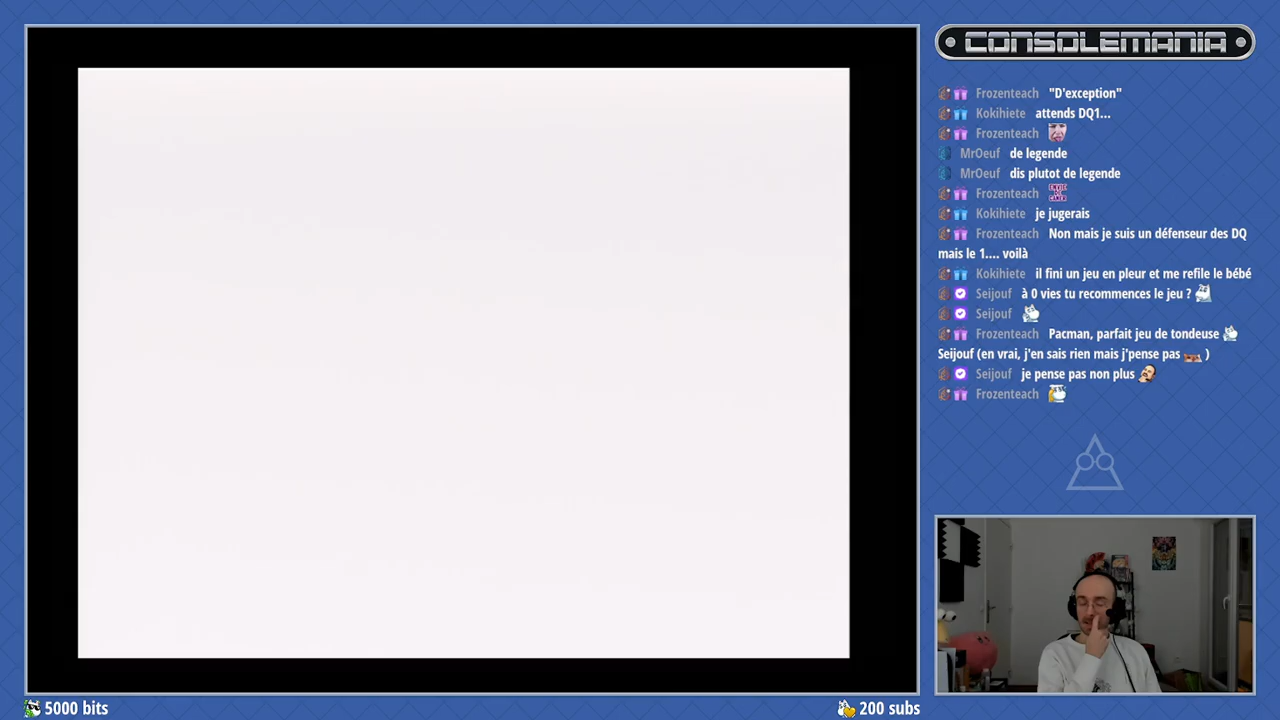 CONSOLEMANIA
Frozenteach "D'exception"
Kokihiete attends DQ1...
Frozenteach
MrOeuf de legende
MrOeuf dis plutot de legende
Frozenteach
Kokihiete je jugerais
Frozenteach Non mais je suis un défenseur des DQ
mais le 1.... voilà
Kokihiete il fini un jeu en pleur et me refile le bébé
Seijouf à 0 vies tu recommences le jeu ?
Seijouf
Frozenteach Pacman, parfait jeu de tondeuse
Seijouf (en vrai, j'en sais rien mais j'pense pas )
Seijouf je pense pas non plus
Frozenteach
5000 bits
200 subs